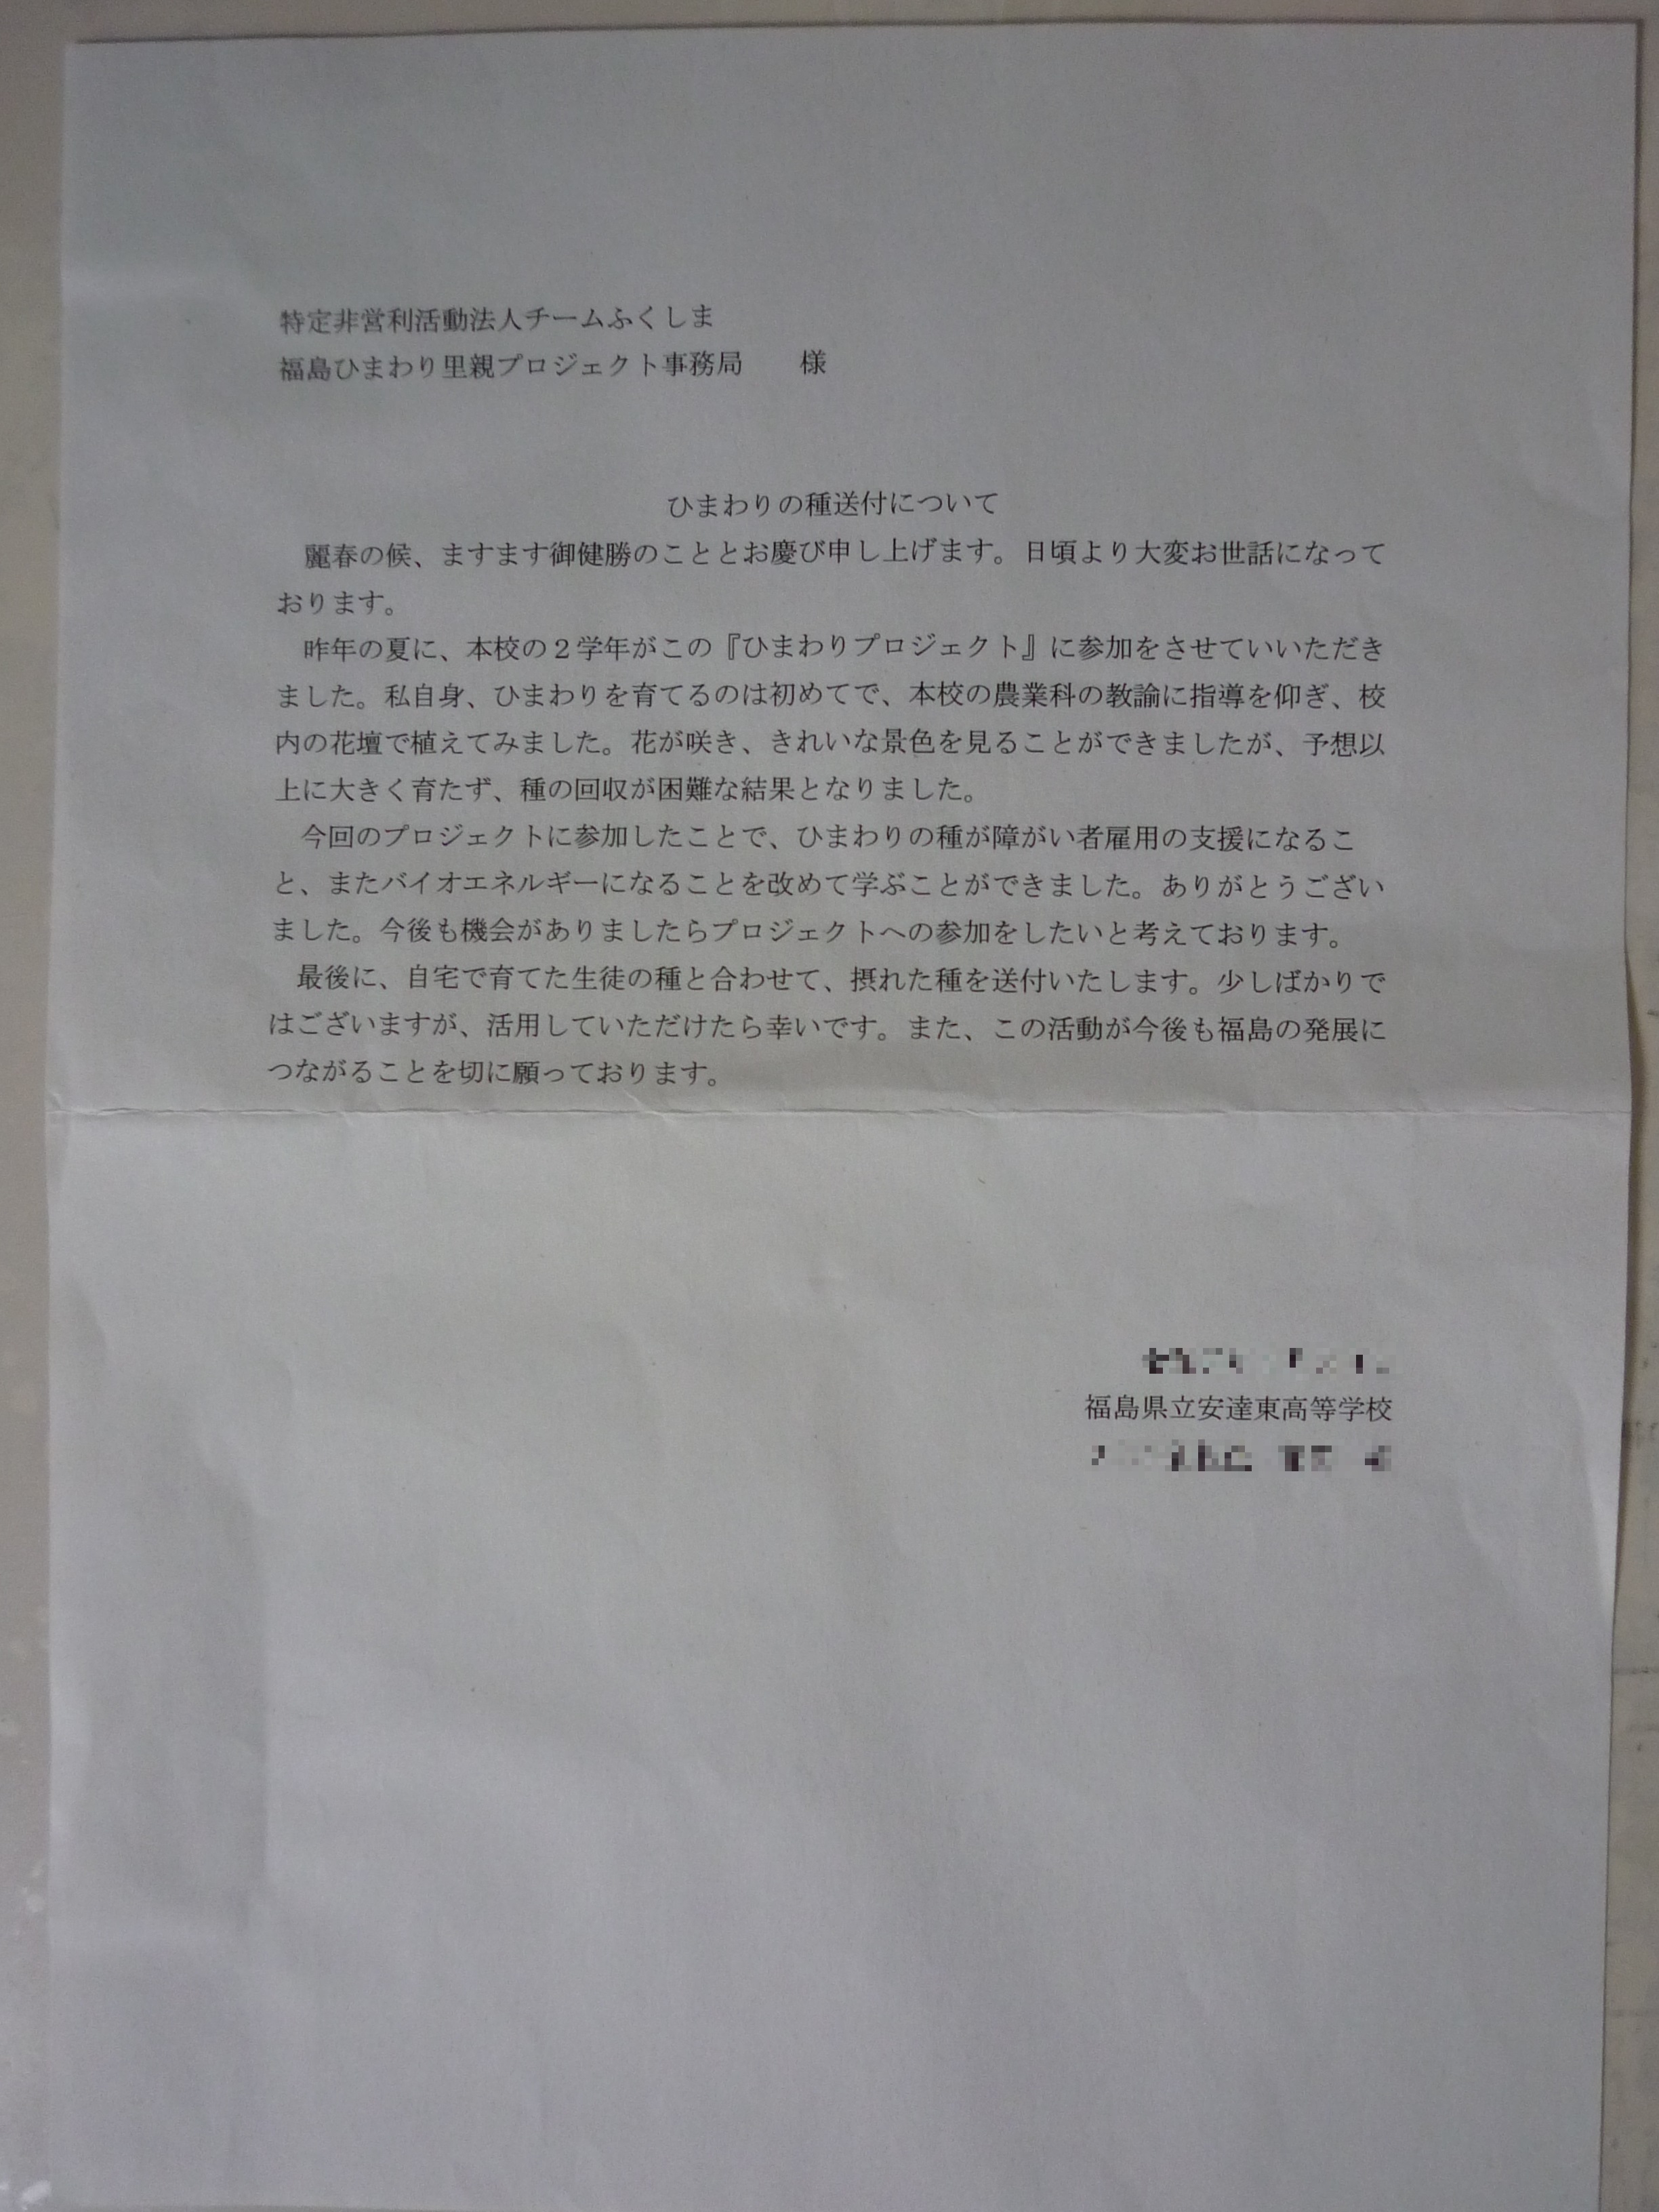 特定非営利活動法人チームふくしま
福島ひまわり里親プロジェクト事務局　　様
ひまわりの種送付について
麗春の候、ますます御健勝のこととお慶び申し上げます。日頃より大変お世話になって
おります。
昨年の夏に、本校の２学年がこの『ひまわりプロジェクト』に参加をさせていいただき
ました。私自身、ひまわりを育てるのは初めてで、本校の農業科の教諭に指導を仰ぎ、校
内の花壇で植えてみました。花が咲き、きれいな景色を見ることができましたが、予想以
上に大きく育たず、種の回収が困難な結果となりました。
今回のプロジェクトに参加したことで、ひまわりの種が障がい者雇用の支援になるこ
と、またバイオエネルギーになることを改めて学ぶことができました。ありがとうござい
ました。今後も機会がありましたらプロジェクトへの参加をしたいと考えております。
最後に、自宅で育てた生徒の種と合わせて、摂れた種を送付いたします。少しばかりで
はございますが、活用していただけたら幸いです。また、この活動が今後も福島の発展に
つながることを切に願っております。
福島県立安達東高等学校